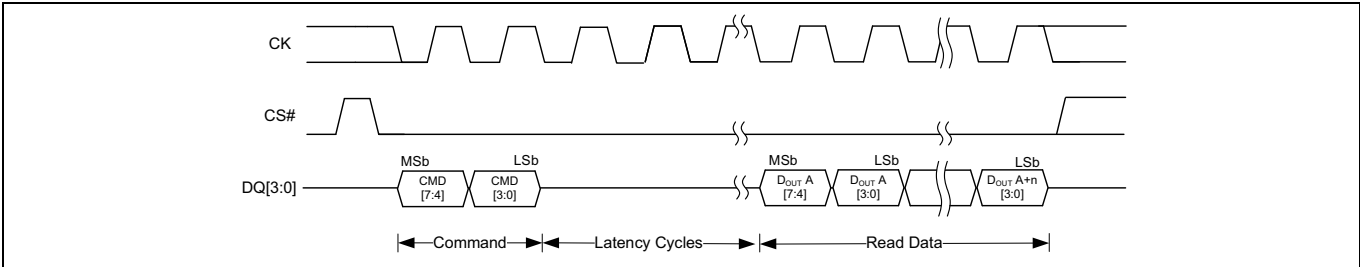 CK
CS#
MSb LSb MSb LSb LSb
DQ[3:0] CMD CMD DOUT A DOUT A DOUT A+n
[7:4] [3:0] [7:4] [3:0] [3:0]
Command Latency Cycles Read Data